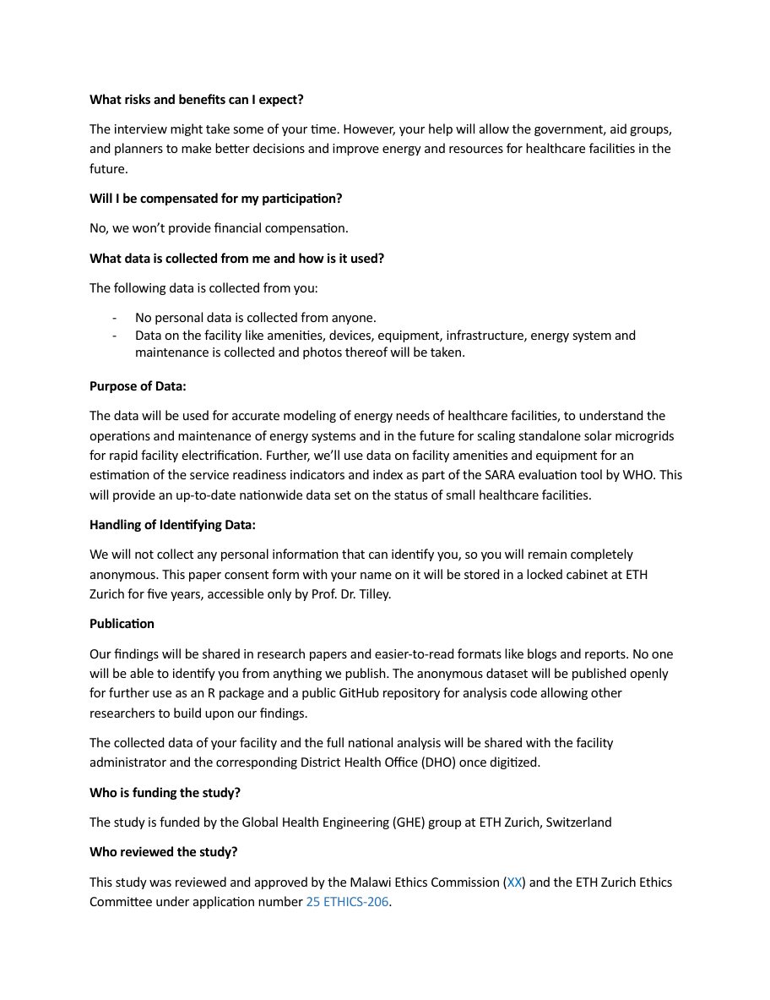 What risks and benefits can I expect?
The interview might take some of your time. However, your help will allow the government, aid groups,
and planners to make better decisions and improve energy and resources for healthcare facilities in the
future.
Will I be compensated for my participation?
No, we won’t provide financial compensation.
What data is collected from me and how is it used?
The following data is collected from you:
- No personal data is collected from anyone.
- Data on the facility like amenities, devices, equipment, infrastructure, energy system and
maintenance is collected and photos thereof will be taken.
Purpose of Data:
The data will be used for accurate modeling of energy needs of healthcare facilities, to understand the
operations and maintenance of energy systems and in the future for scaling standalone solar microgrids
for rapid facility electrification. Further, we’ll use data on facility amenities and equipment for an
estimation of the service readiness indicators and index as part of the SARA evaluation tool by WHO. This
will provide an up-to-date nationwide data set on the status of small healthcare facilities.
Handling of Identifying Data:
We will not collect any personal information that can identify you, so you will remain completely
anonymous. This paper consent form with your name on it will be stored in a locked cabinet at ETH
Zurich for five years, accessible only by Prof. Dr. Tilley.
Publication
Our findings will be shared in research papers and easier-to-read formats like blogs and reports. No one
will be able to identify you from anything we publish. The anonymous dataset will be published openly
for further use as an R package and a public GitHub repository for analysis code allowing other
researchers to build upon our findings.
The collected data of your facility and the full national analysis will be shared with the facility
administrator and the corresponding District Health Office (DHO) once digitized.
Who is funding the study?
The study is funded by the Global Health Engineering (GHE) group at ETH Zurich, Switzerland
Who reviewed the study?
This study was reviewed and approved by the Malawi Ethics Commission (XX) and the ETH Zurich Ethics
Committee under application number 25 ETHICS-206.